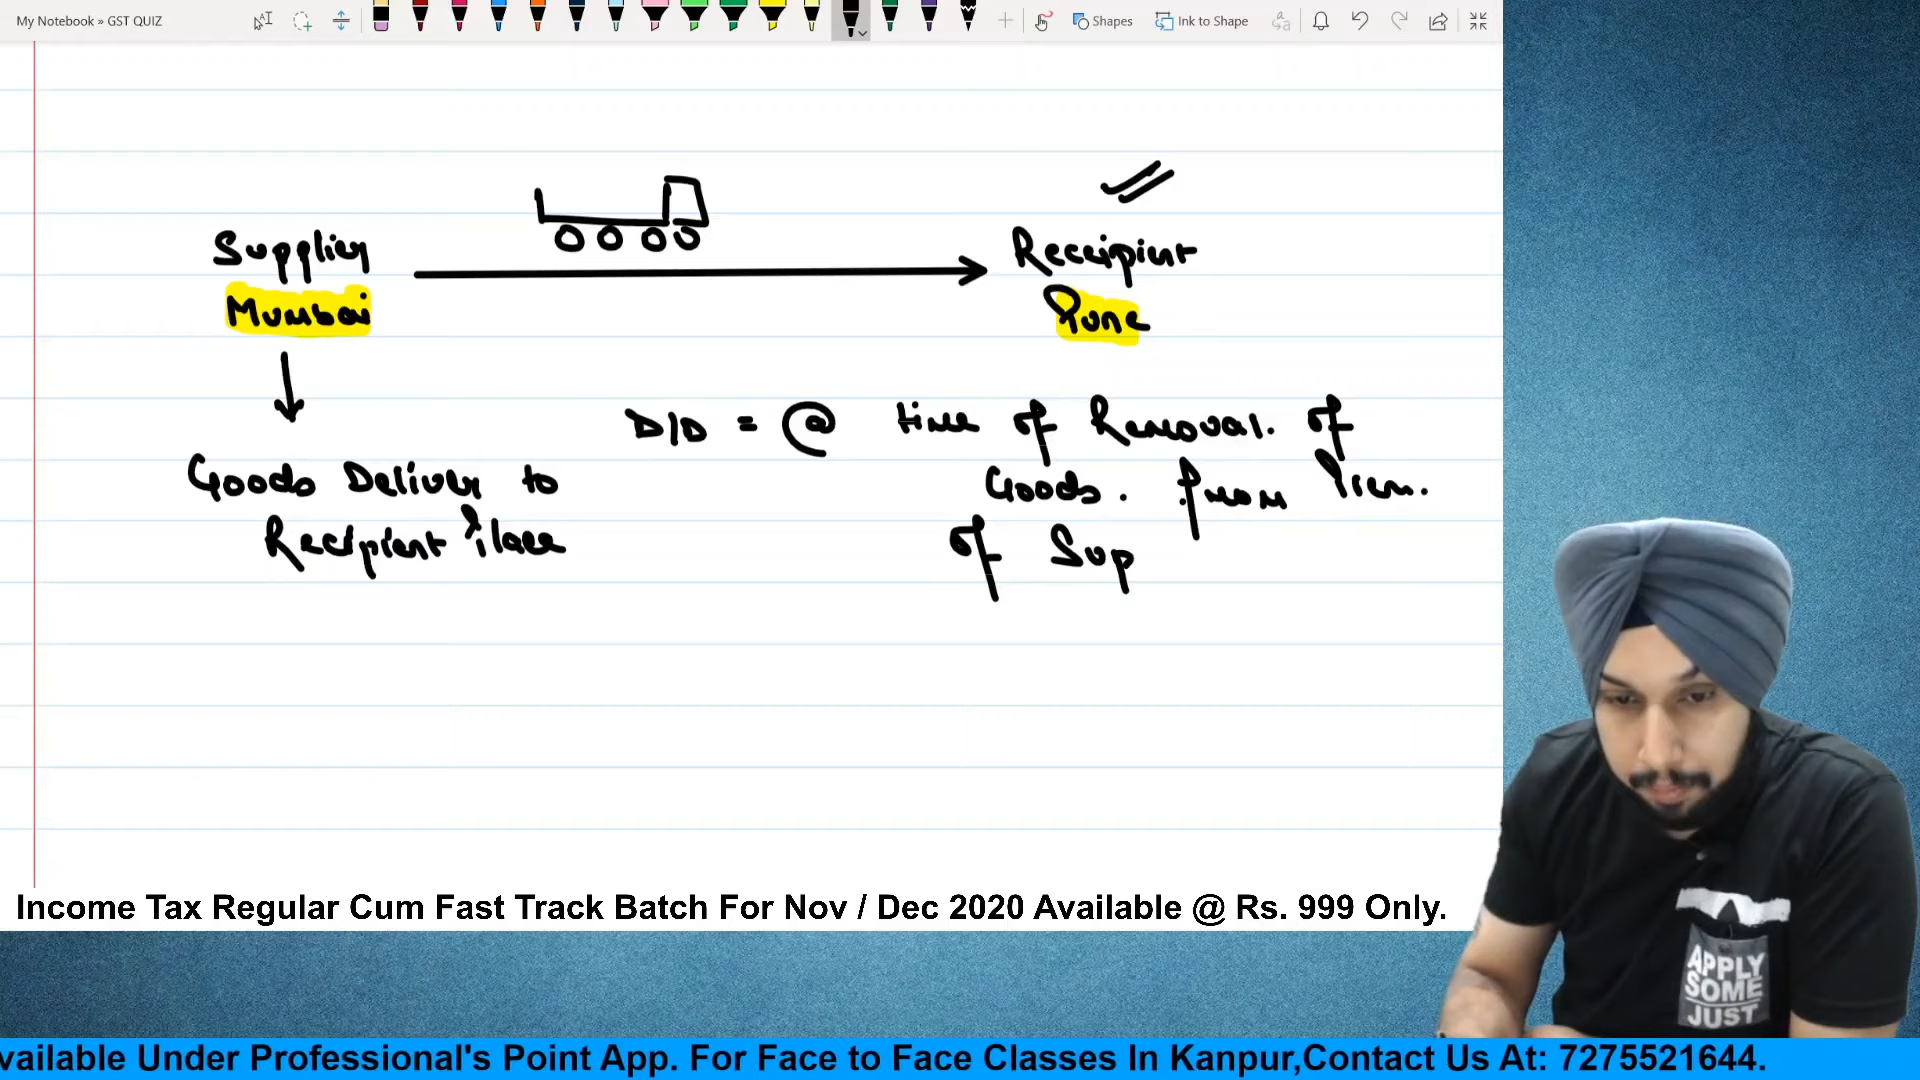 My Notebook » GST QUIZ
Shapes
Ink to Shape
Supplier
Receipient
Mumbai
Pune
D/D = @ time of Removal. of
Goods Deliver to
Goods. from Prem.
Recipient Place
of Sup
Income Tax Regular Cum Fast Track Batch For Nov / Dec 2020 Available @ Rs. 999 Only.
APPLY
SOME
JUST
vailable Under Professional's Point App. For Face to Face Classes In Kanpur,Contact Us At: 7275521644.